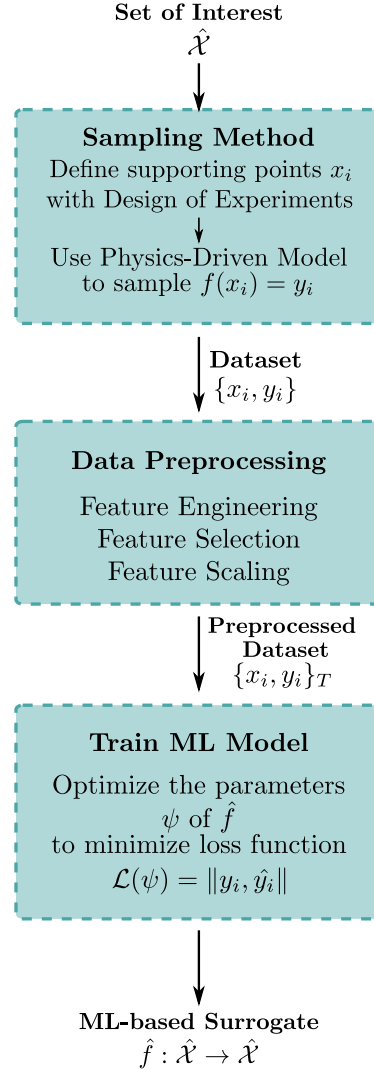 Set of Interest
𝒳̂
Sampling Method
Define supporting points xᵢ
with Design of Experiments
Use Physics-Driven Model
to sample f(xᵢ) = yᵢ
Dataset
{xᵢ, yᵢ}
Data Preprocessing
Feature Engineering
Feature Selection
Feature Scaling
Preprocessed
Dataset
{xᵢ, yᵢ}_T
Train ML Model
Optimize the parameters
ψ of f̂
to minimize loss function
ℒ(ψ) = ‖yᵢ, ŷᵢ‖
ML-based Surrogate
f̂ : 𝒳̂ → 𝒳̂